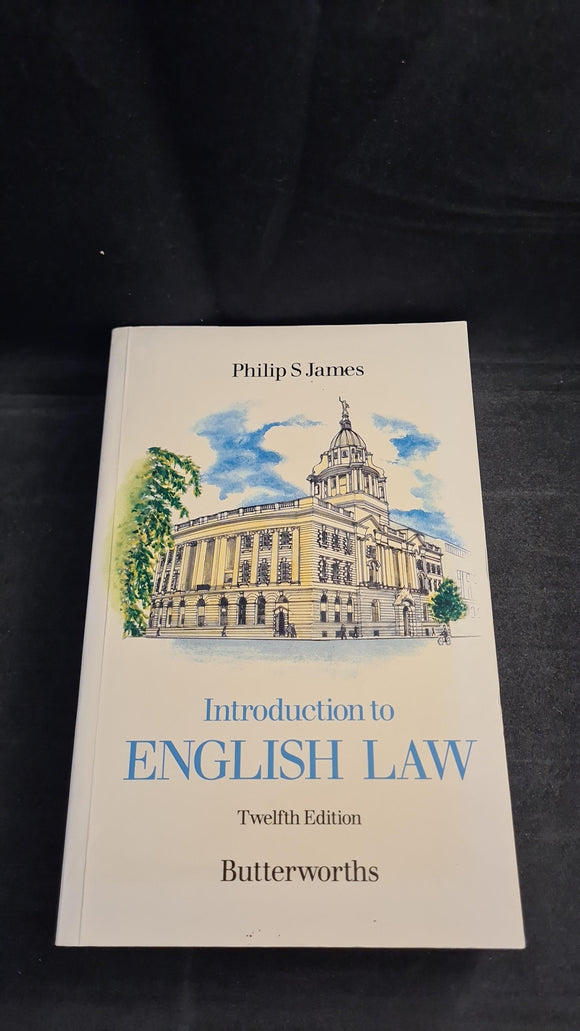 Philip S James
Introduction to
ENGLISH LAW
Twelfth Edition
Butterworths